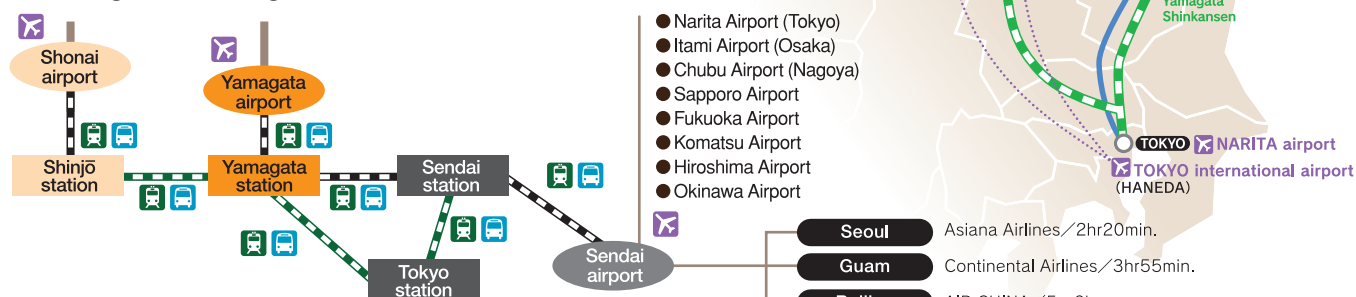 Shonai
airport
Yamagata
airport
Shinjō
station
Yamagata
station
Sendai
station
Tokyo
station
Sendai
airport
● Narita Airport (Tokyo)
● Itami Airport (Osaka)
● Chubu Airport (Nagoya)
● Sapporo Airport
● Fukuoka Airport
● Komatsu Airport
● Hiroshima Airport
● Okinawa Airport
Seoul Asiana Airlines／2hr20min.
Guam Continental Airlines／3hr55min.
Yamagata
Shinkansen
TOKYO NARITA airport
TOKYO international airport
(HANEDA)